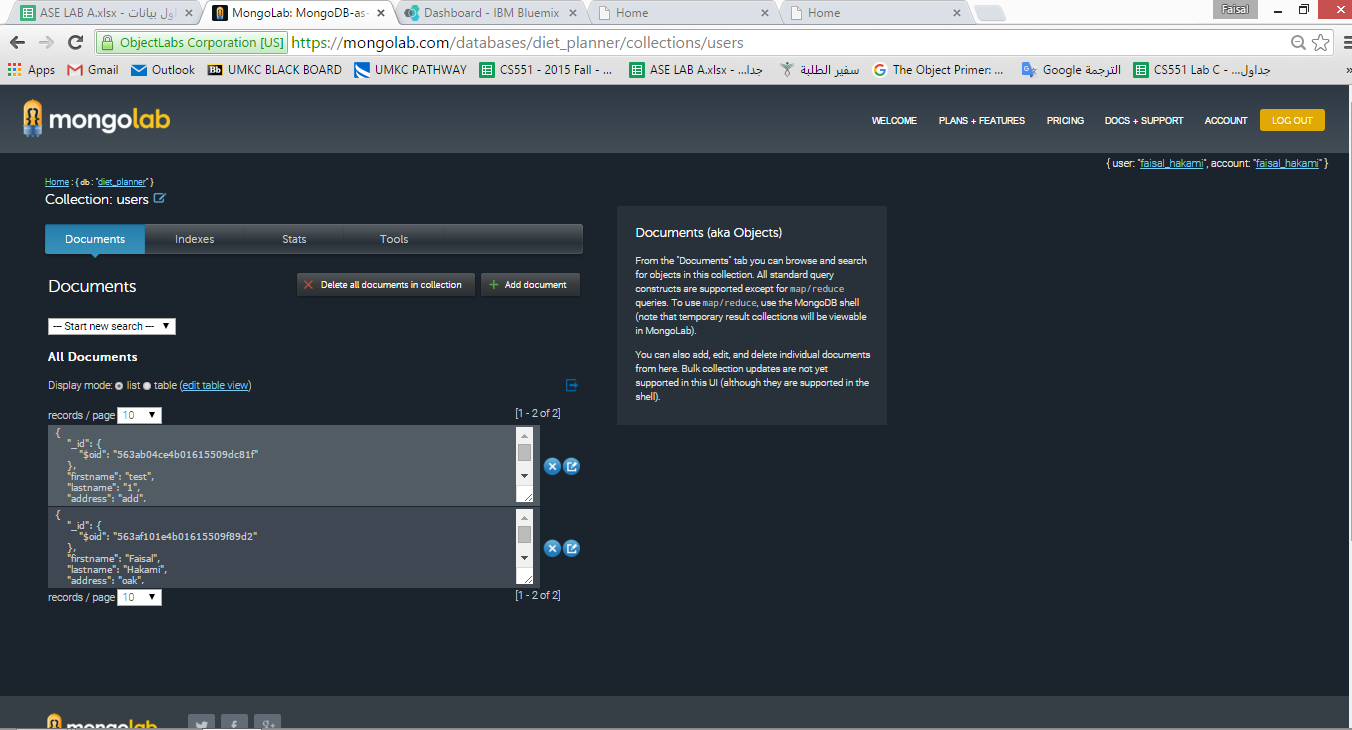 ASE LAB A.xlsx - جداول بيانات
MongoLab: MongoDB-as-
Dashboard - IBM Bluemix
Home
Home
Faisal
ObjectLabs Corporation [US]
https://mongolab.com/databases/diet_planner/collections/users
Apps
Gmail
Outlook
Bb UMKC BLACK BOARD
UMKC PATHWAY
CS551 - 2015 Fall - ...
ASE LAB A.xlsx - جدا...
سفير الطلبة
The Object Primer: ...
الترجمة Google
CS551 Lab C - جداول...
»
mongolab
WELCOME
PLANS + FEATURES
PRICING
DOCS + SUPPORT
ACCOUNT
LOG OUT
{ user: "faisal_hakami", account: "faisal_hakami" }
Home : { db : "diet_planner" }
Collection: users
Documents
Indexes
Stats
Tools
Documents
Delete all documents in collection
Add document
--- Start new search ---
All Documents
Display mode: list table (edit table view)
records / page 10
[1 - 2 of 2]
{
"_id": {
"$oid": "563ab04ce4b01615509dc81f"
},
"firstname": "test",
"lastname": "1",
"address": "add",
{
"_id": {
"$oid": "563af101e4b01615509f89d2"
},
"firstname": "Faisal",
"lastname": "Hakami",
"address": "oak",
records / page 10
[1 - 2 of 2]
Documents (aka Objects)
From the "Documents" tab you can browse and search
for objects in this collection. All standard query
constructs are supported except for map/reduce
queries. To use map/reduce, use the MongoDB shell
(note that temporary result collections will be viewable
in MongoLab).
You can also add, edit, and delete individual documents
from here. Bulk collection updates are not yet
supported in this UI (although they are supported in the
shell).
mongolab
g+